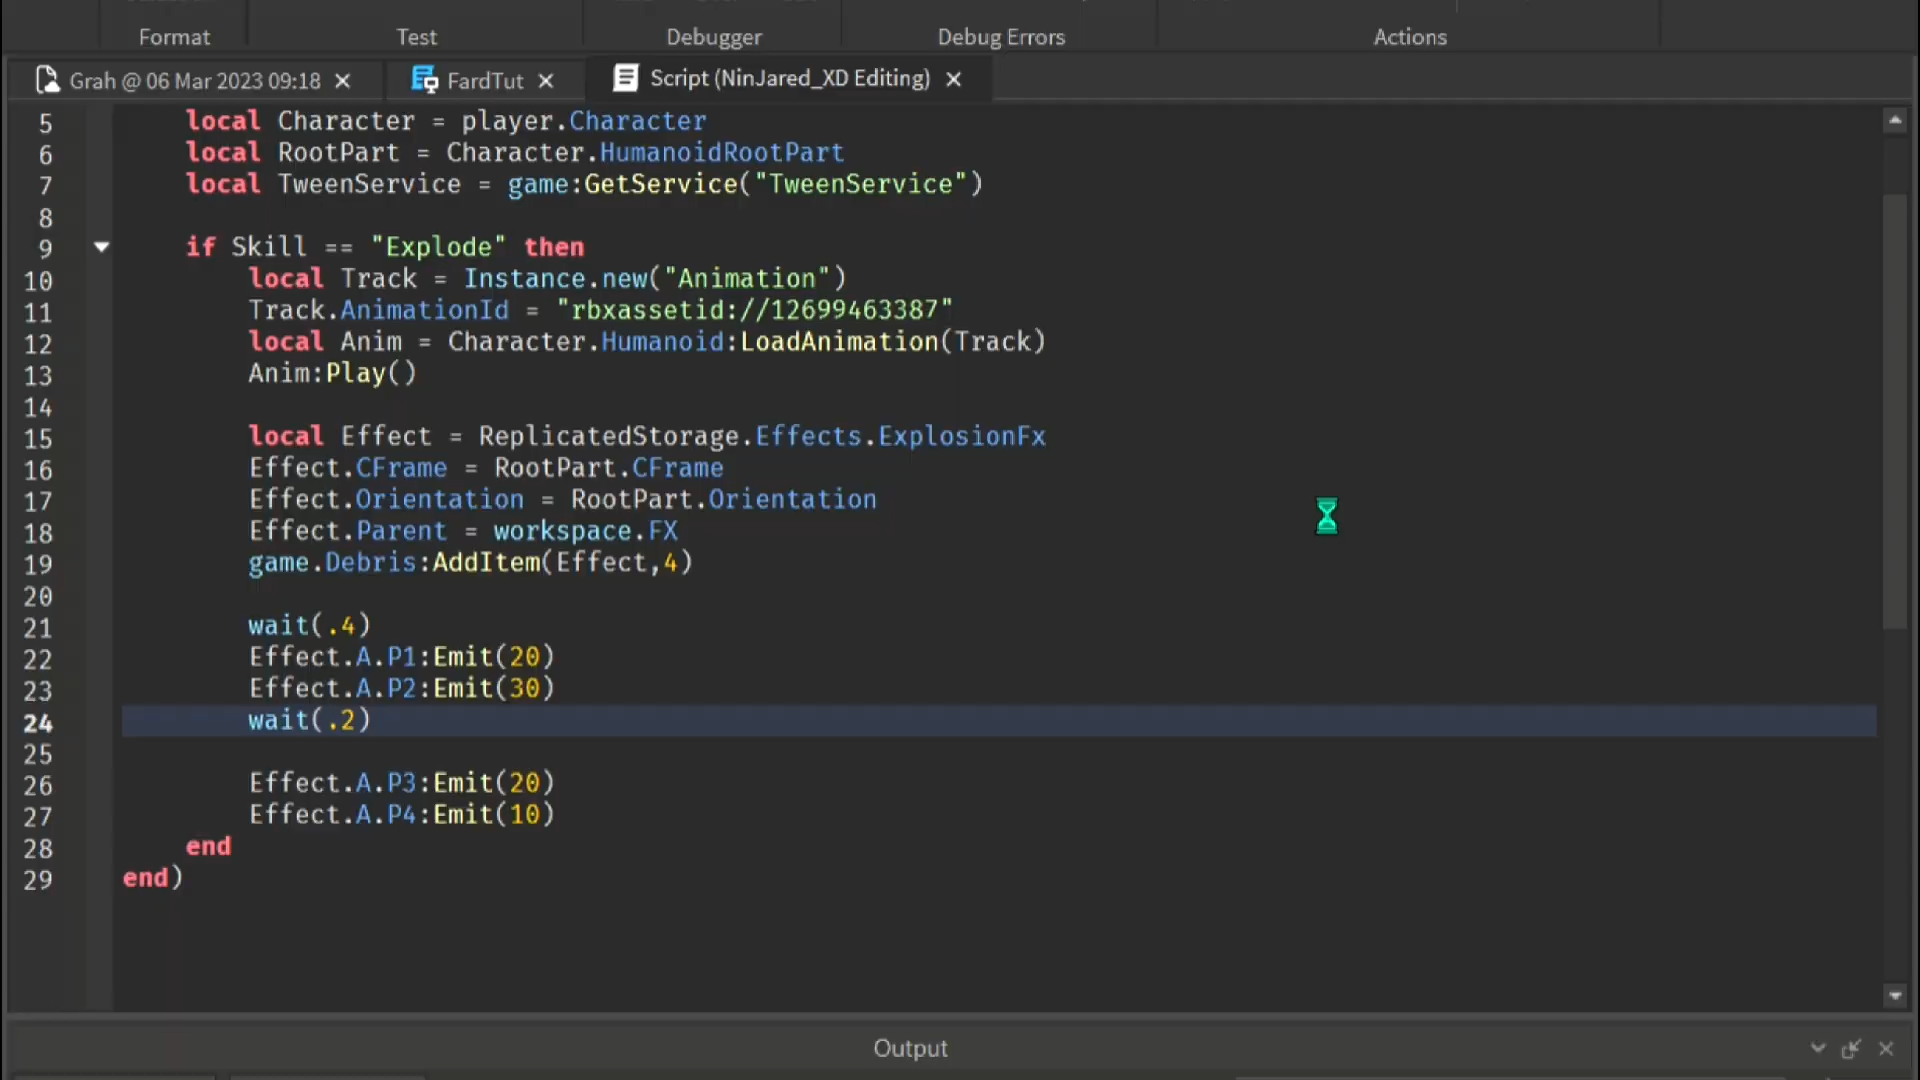 Format Test Debugger Debug Errors Actions
Grah @ 06 Mar 2023 09:18 FardTut Script (NinJared_XD Editing)
5 local Character = player.Character
6 local RootPart = Character.HumanoidRootPart
7 local TweenService = game:GetService("TweenService")
8
9 if Skill == "Explode" then
10 local Track = Instance.new("Animation")
11 Track.AnimationId = "rbxassetid://12699463387"
12 local Anim = Character.Humanoid:LoadAnimation(Track)
13 Anim:Play()
14
15 local Effect = ReplicatedStorage.Effects.ExplosionFx
16 Effect.CFrame = RootPart.CFrame
17 Effect.Orientation = RootPart.Orientation
18 Effect.Parent = workspace.FX
19 game.Debris:AddItem(Effect,4)
20
21 wait(.4)
22 Effect.A.P1:Emit(20)
23 Effect.A.P2:Emit(30)
24 wait(.2)
25
26 Effect.A.P3:Emit(20)
27 Effect.A.P4:Emit(10)
28 end
29 end)
Output